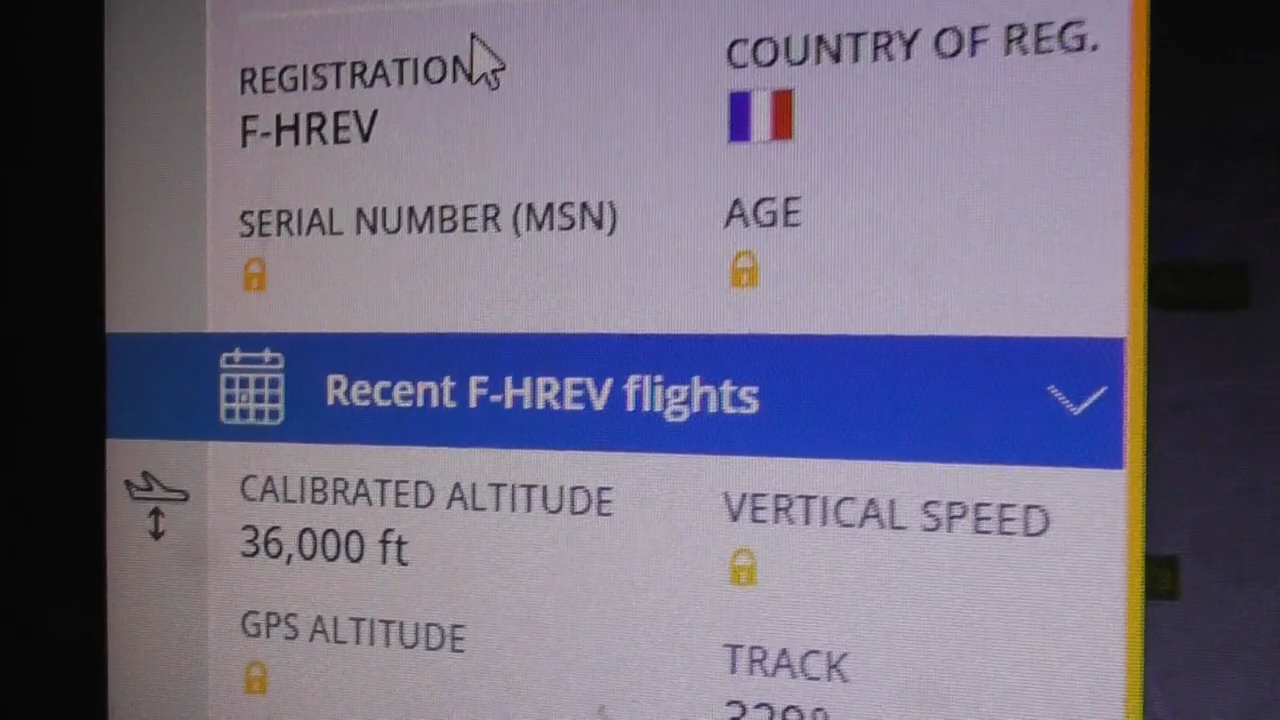 REGISTRATION
F-HREV
COUNTRY OF REG.
SERIAL NUMBER (MSN)
AGE
Recent F-HREV flights
CALIBRATED ALTITUDE
36,000 ft
VERTICAL SPEED
GPS ALTITUDE
TRACK